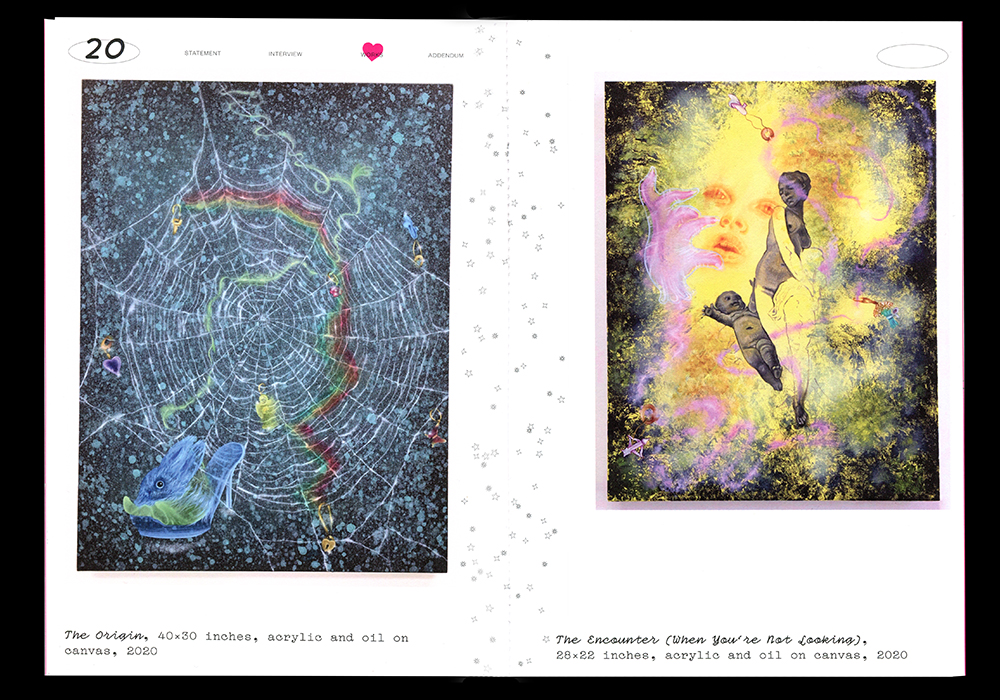 20
STATEMENT
INTERVIEW
WORKS
ADDENDUM
The Origin, 40×30 inches, acrylic and oil on
canvas, 2020
The Encounter (When You're Not Looking),
28×22 inches, acrylic and oil on canvas, 2020